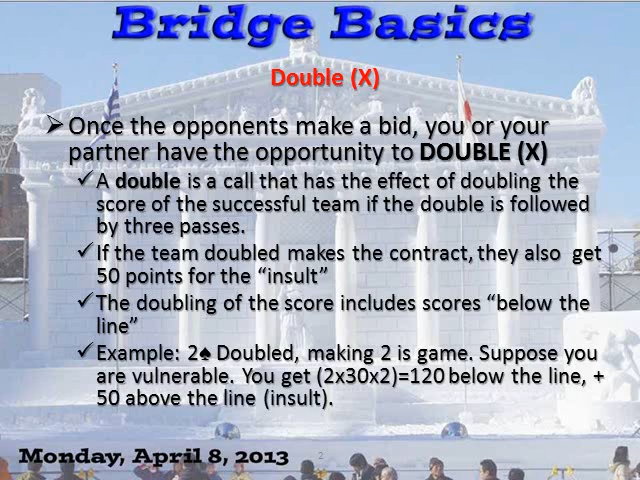 Bridge Basics
Double (X)
➢ Once the opponents make a bid, you or your
partner have the opportunity to DOUBLE (X)
✓ A double is a call that has the effect of doubling the
score of the successful team if the double is followed
by three passes.
✓ If the team doubled makes the contract, they also  get
50 points for the “insult”
✓ The doubling of the score includes scores “below the
line”
✓ Example: 2♠ Doubled, making 2 is game. Suppose you
are vulnerable. You get (2x30x2)=120 below the line, +
50 above the line (insult).
Monday, April 8, 2013
2